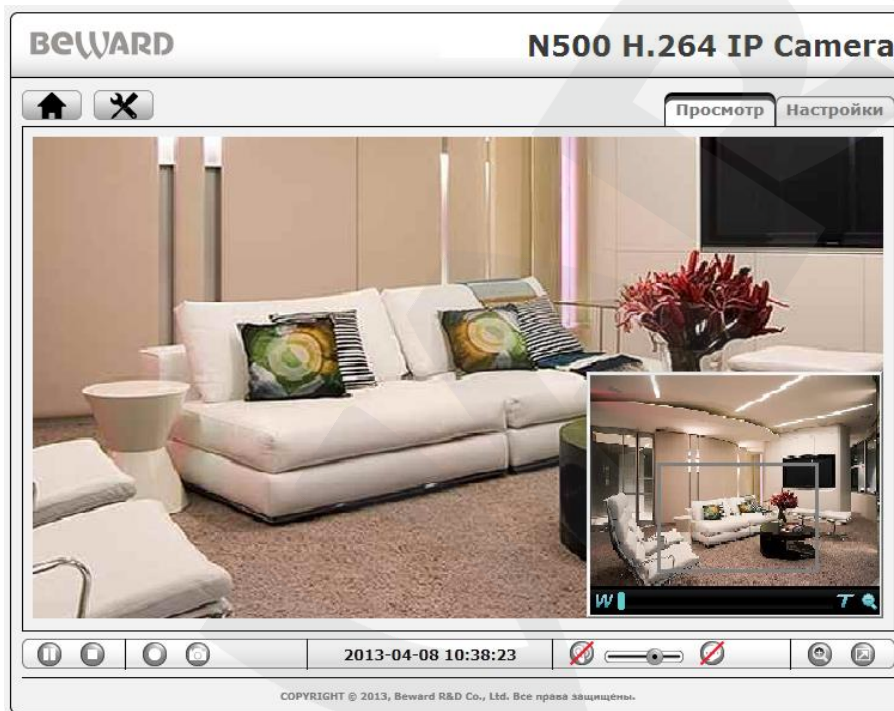 BEWARD
N500 H.264 IP Camera
Просмотр Настройки
W T
2013-04-08 10:38:23
COPYRIGHT © 2013, Beward R&D Co., Ltd. Все права защищены.